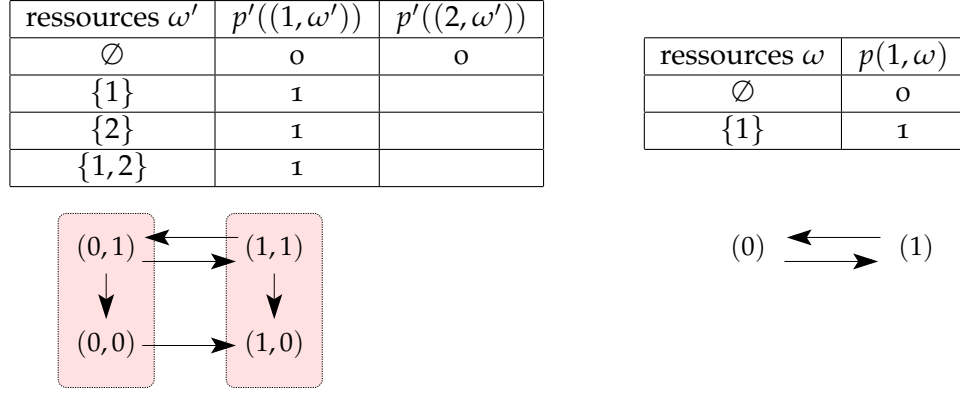 ressources ω′ p′((1, ω′)) p′((2, ω′))
∅ 0 0
{1} 1
{2} 1
{1, 2} 1
ressources ω p(1, ω)
∅ 0
{1} 1
(0, 1) (1, 1)
(0, 0) (1, 0)
(0) (1)